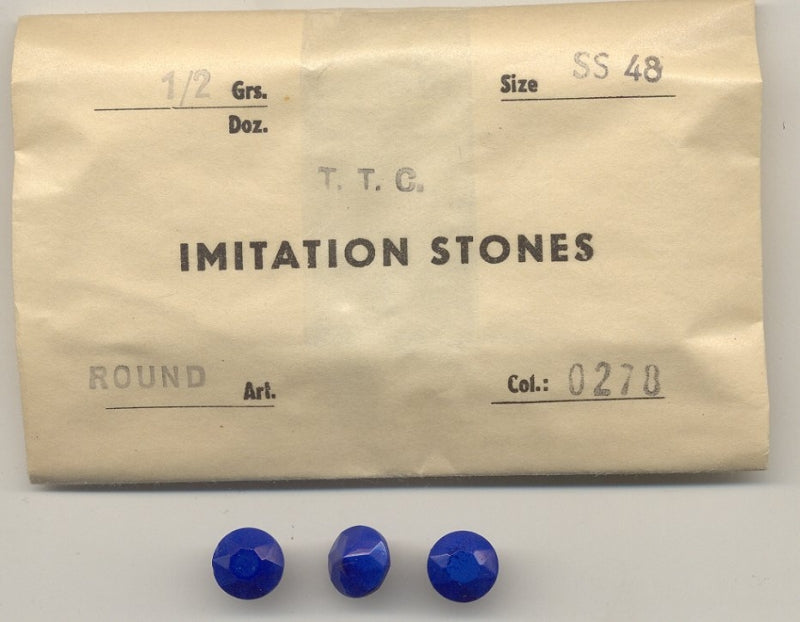 1/2 Grs. Size SS 48
Doz.
T. T. C.
IMITATION STONES
ROUND Art. Col.: 0278